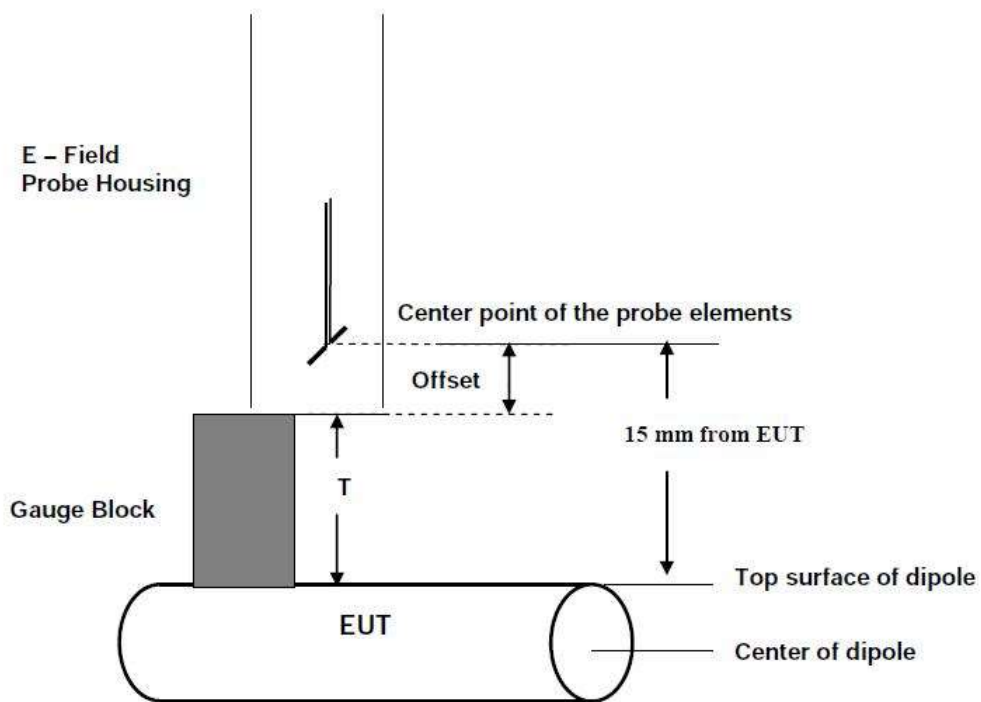 E – Field
Probe Housing
Center point of the probe elements
Offset
15 mm from EUT
T
Gauge Block
Top surface of dipole
EUT
Center of dipole